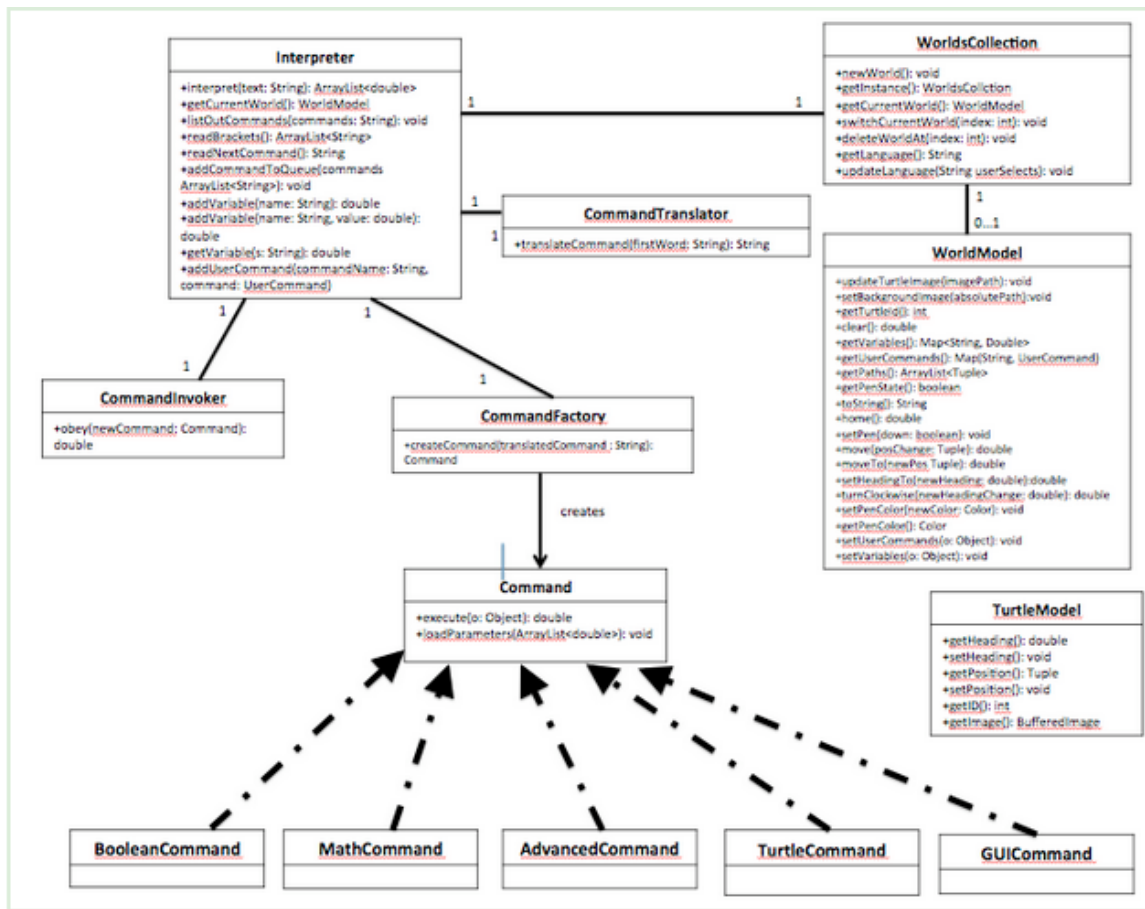 Interpreter
+interpret(text: String): ArrayList<double>
+getCurrentWorld(): WorldModel
+listOutCommands(commands: String): void
+readBrackets(): ArrayList<String>
+readNextCommand(): String
+addCommandToQueue(commands
ArrayList<String>): void
+addVariable(name: String): double
+addVariable(name: String, value: double):
double
+getVariable(s: String): double
+addUserCommand(commandName: String,
command: UserCommand)
WorldsCollection
+newWorld(): void
+getInstance(): WorldsColliction
+getCurrentWorld(): WorldModel
+switchCurrentWorld(index: int): void
+deleteWorldAt(index: int): void
+getLanguage(): String
+updateLanguage(String userSelects): void
1
1
1
1
CommandTranslator
+translateCommand(firstWord: String): String
1
0...1
WorldModel
+updateTurtleImage(imagePath): void
+setBackgroundImage(absolutePath):void
+getTurtleId(): int
+clear(): double
+getVariables(): Map<String, Double>
+getUserCommands(): Map(String, UserCommand)
+getPaths(): ArrayList<Tuple>
+getPenState(): boolean
+toString(): String
+home(): double
+setPen(down: boolean): void
+move(posChange: Tuple): double
+moveTo(newPos Tuple): double
+setHeadingTo(newHeading: double):double
+turnClockwise(newHeadingChange: double): double
+setPenColor(newColor: Color): void
+getPenColor(): Color
+setUserCommands(o: Object): void
+setVariables(o: Object): void
1
1
1
1
CommandInvoker
+obey(newCommand: Command):
double
CommandFactory
+createCommand(translatedCommand : String):
Command
creates
Command
+execute(o: Object): double
+loadParameters(ArrayList<double>): void
TurtleModel
+getHeading(): double
+setHeading(): void
+getPosition(): Tuple
+setPosition(): void
+getID(): int
+getImage(): BufferedImage
BooleanCommand
MathCommand
AdvancedCommand
TurtleCommand
GUICommand